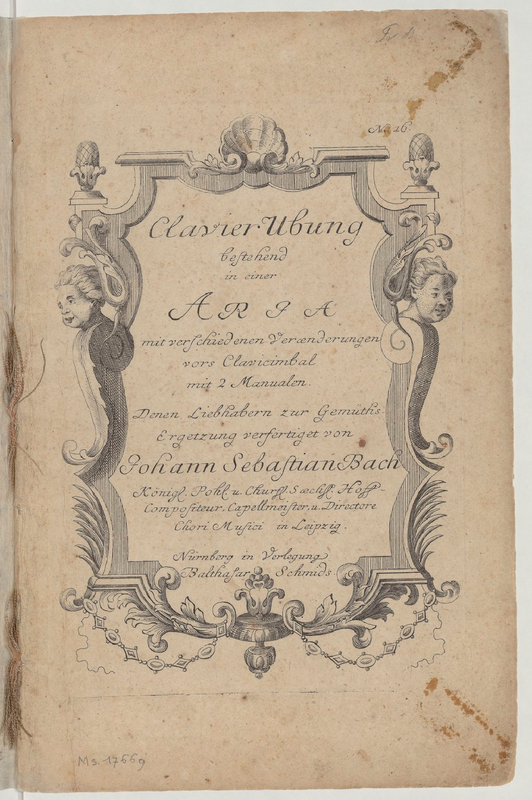 No. 16.
Clavier Ubung
bestehend
in einer
ARIA
mit verschiedenen Verænderungen
vors Clavicimbal
mit 2 Manualen.
Denen Liebhabern zur Gemüths-
Ergetzung verfertiget von
Johann Sebastian Bach
Königl. Pohl. u. Churfl. Sæchſs. Hoff-
Compositeur, Capellmeister, u. Directore
Chori Musici in Leipzig.
Nürnberg in Verlegung
Balthasar Schmids
Ms. 17669